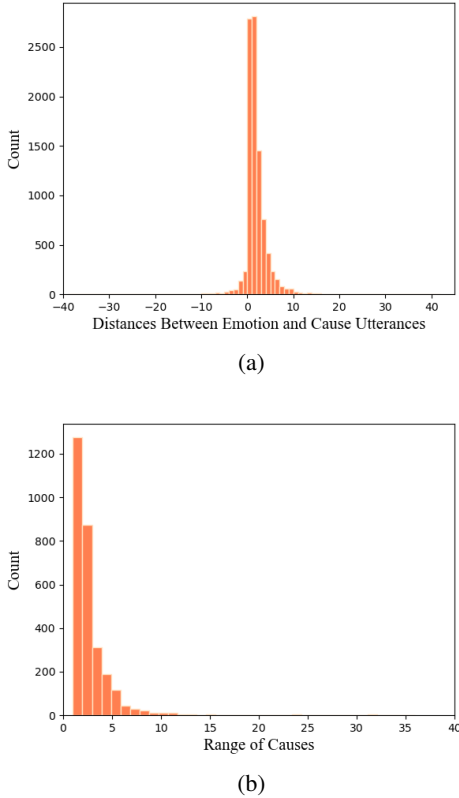 2500
2000
1500
1000
500
0
Count
−40 −30 −20 −10 0 10 20 30 40
Distances Between Emotion and Cause Utterances
(a)
1200
1000
800
600
400
200
0
Count
0 5 10 15 20 25 30 35 40
Range of Causes
(b)